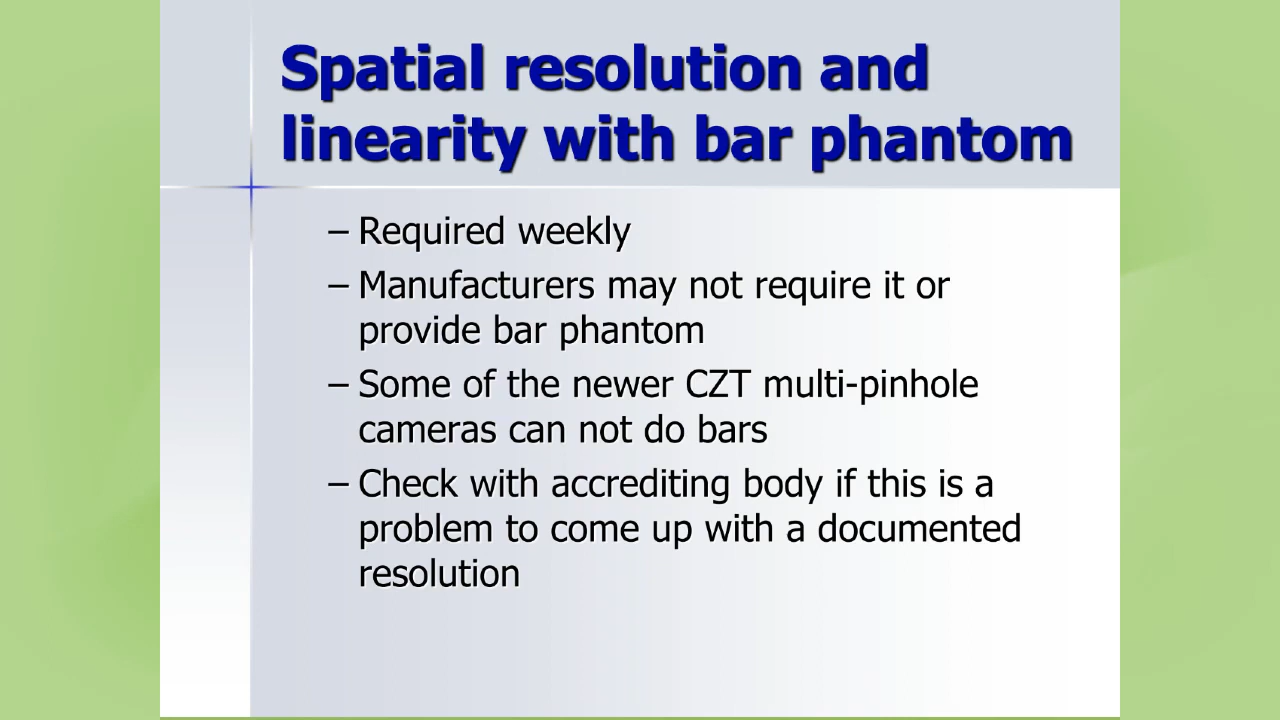 Spatial resolution and
linearity with bar phantom
– Required weekly
– Manufacturers may not require it or
provide bar phantom
– Some of the newer CZT multi-pinhole
cameras can not do bars
– Check with accrediting body if this is a
problem to come up with a documented
resolution